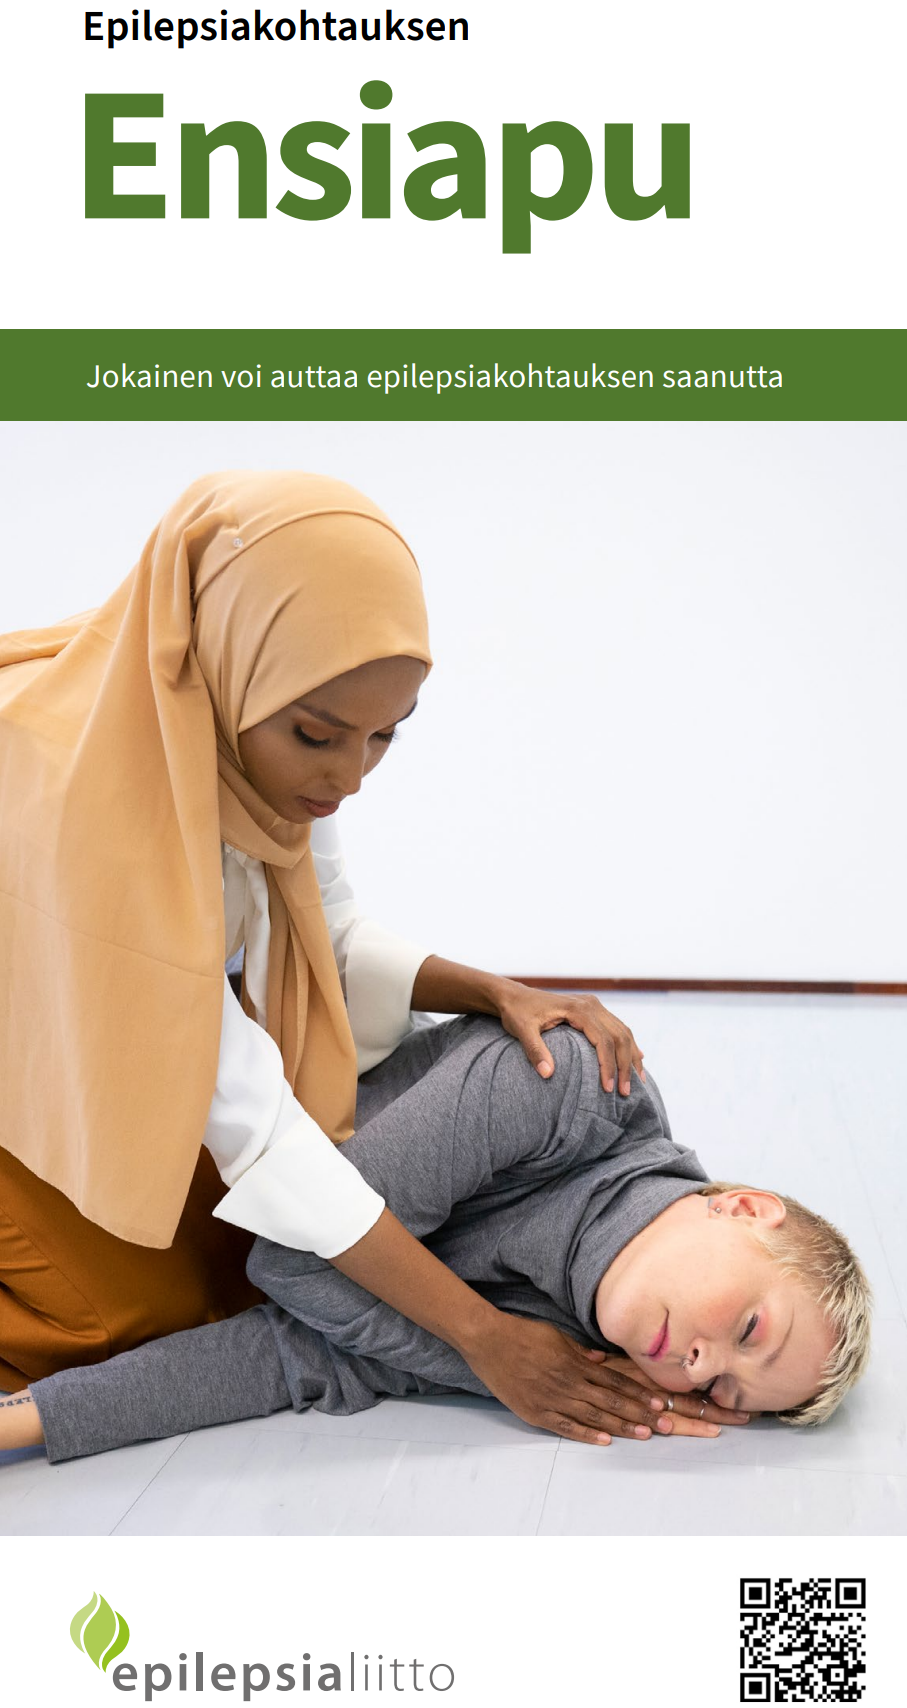 Epilepsiakohtauksen
Ensiapu
Jokainen voi auttaa epilepsiakohtauksen saanutta
epilepsialiitto